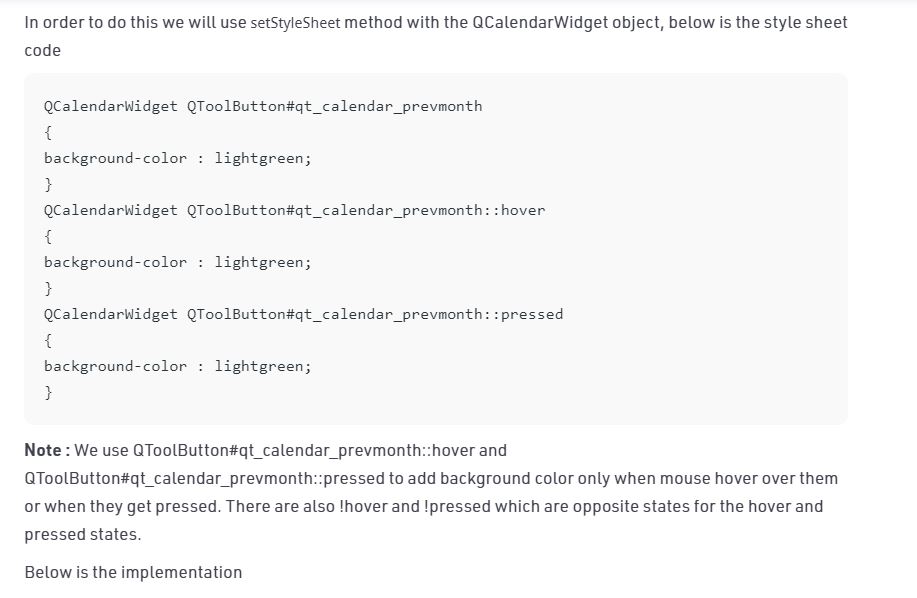 In order to do this we will use setStyleSheet method with the QCalendarWidget object, below is the style sheet
code
QCalendarWidget QToolButton#qt_calendar_prevmonth
{
background-color : lightgreen;
}
QCalendarWidget QToolButton#qt_calendar_prevmonth::hover
{
background-color : lightgreen;
}
QCalendarWidget QToolButton#qt_calendar_prevmonth::pressed
{
background-color : lightgreen;
}
Note : We use QToolButton#qt_calendar_prevmonth::hover and
QToolButton#qt_calendar_prevmonth::pressed to add background color only when mouse hover over them
or when they get pressed. There are also !hover and !pressed which are opposite states for the hover and
pressed states.
Below is the implementation